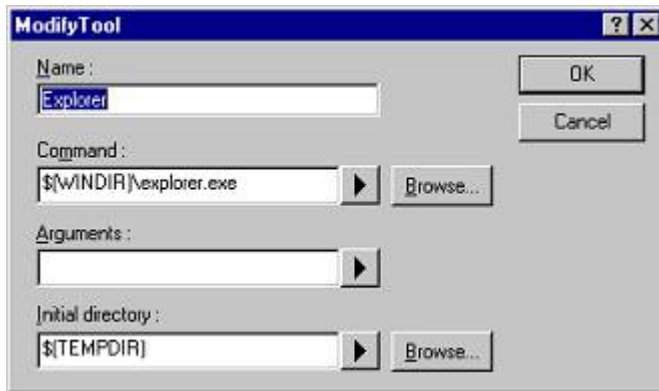 ModifyTool
Name :
OK
Explorer
Cancel
Command :
$(WINDIR)\explorer.exe
Browse...
Arguments :
Initial directory :
$(TEMPDIR)
Browse...